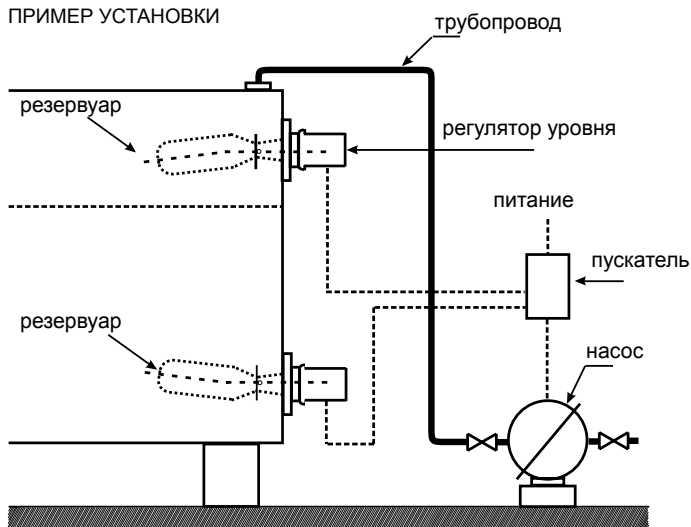 ПРИМЕР УСТАНОВКИ
трубопровод
резервуар
регулятор уровня
питание
пускатель
резервуар
насос